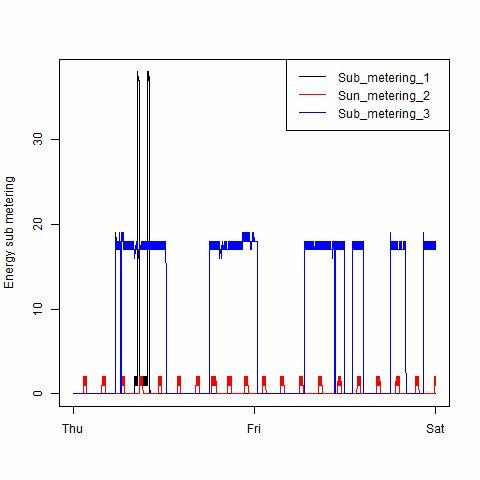 Sub_metering_1
Sun_metering_2
Sub_metering_3
Energy sub metering
30
20
10
0
Thu Fri Sat